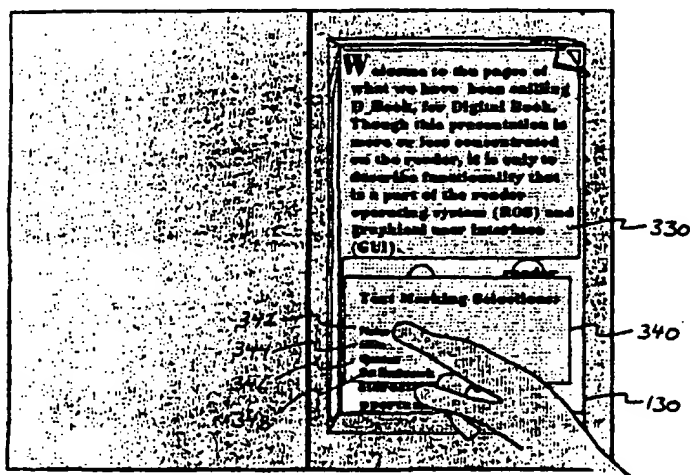 Welcome to the pages of
what we have been calling
D_Book, for Digital Book.
Though this presentation is
more or less concentrated
on the reader, it is only to
describe functionality that
is a part of the reader
operating system (ROS) and
graphical user interface
(GUI).
330
Text Marking Selections:
342
340
344
346
348
130